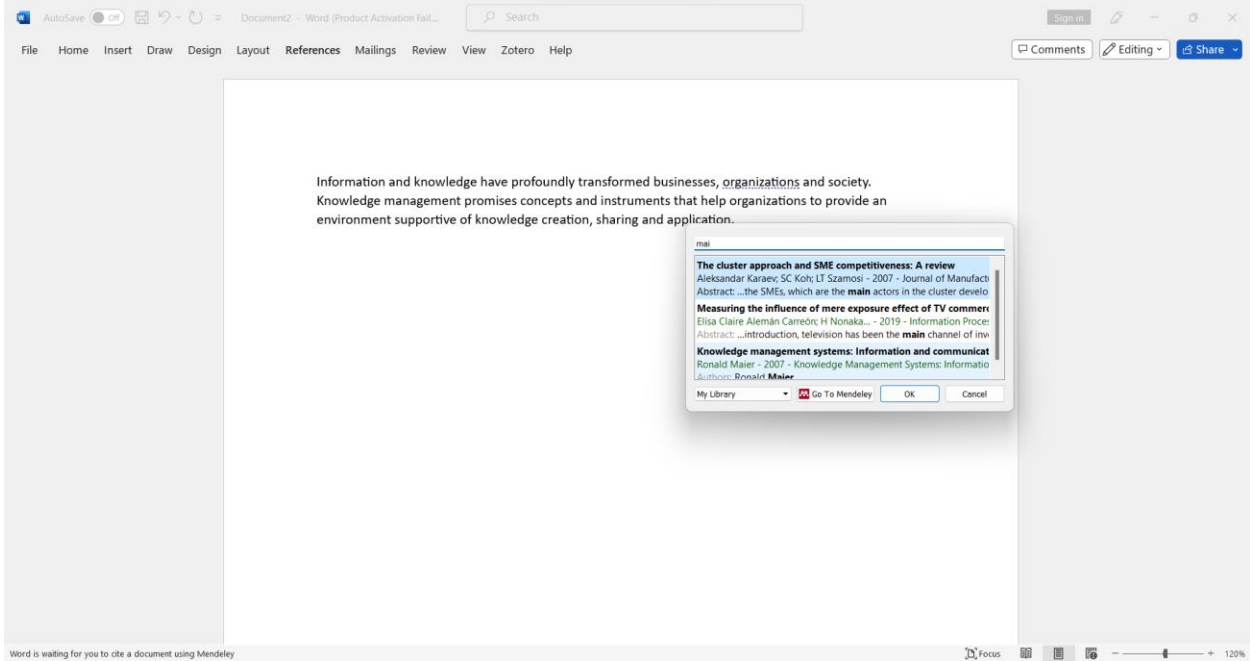 AutoSave Off Document2 - Word (Product Activation Fail... Search Sign in
File Home Insert Draw Design Layout References Mailings Review View Zotero Help Comments Editing Share
Information and knowledge have profoundly transformed businesses, organizations and society.
Knowledge management promises concepts and instruments that help organizations to provide an
environment supportive of knowledge creation, sharing and application.
mai
The cluster approach and SME competitiveness: A review
Aleksandar Karaev; SC Koh; LT Szamosi - 2007 - Journal of Manufactu
Abstract: ...the SMEs, which are the main actors in the cluster develo
Measuring the influence of mere exposure effect of TV commerc
Elisa Claire Alemán Carreón; H Nonaka... - 2019 - Information Proces
Abstract: ...introduction, television has been the main channel of inv
Knowledge management systems: Information and communicat
Ronald Maier - 2007 - Knowledge Management Systems: Informatio
Authors: Ronald Maier
My Library Go To Mendeley OK Cancel
Word is waiting for you to cite a document using Mendeley Focus 120%